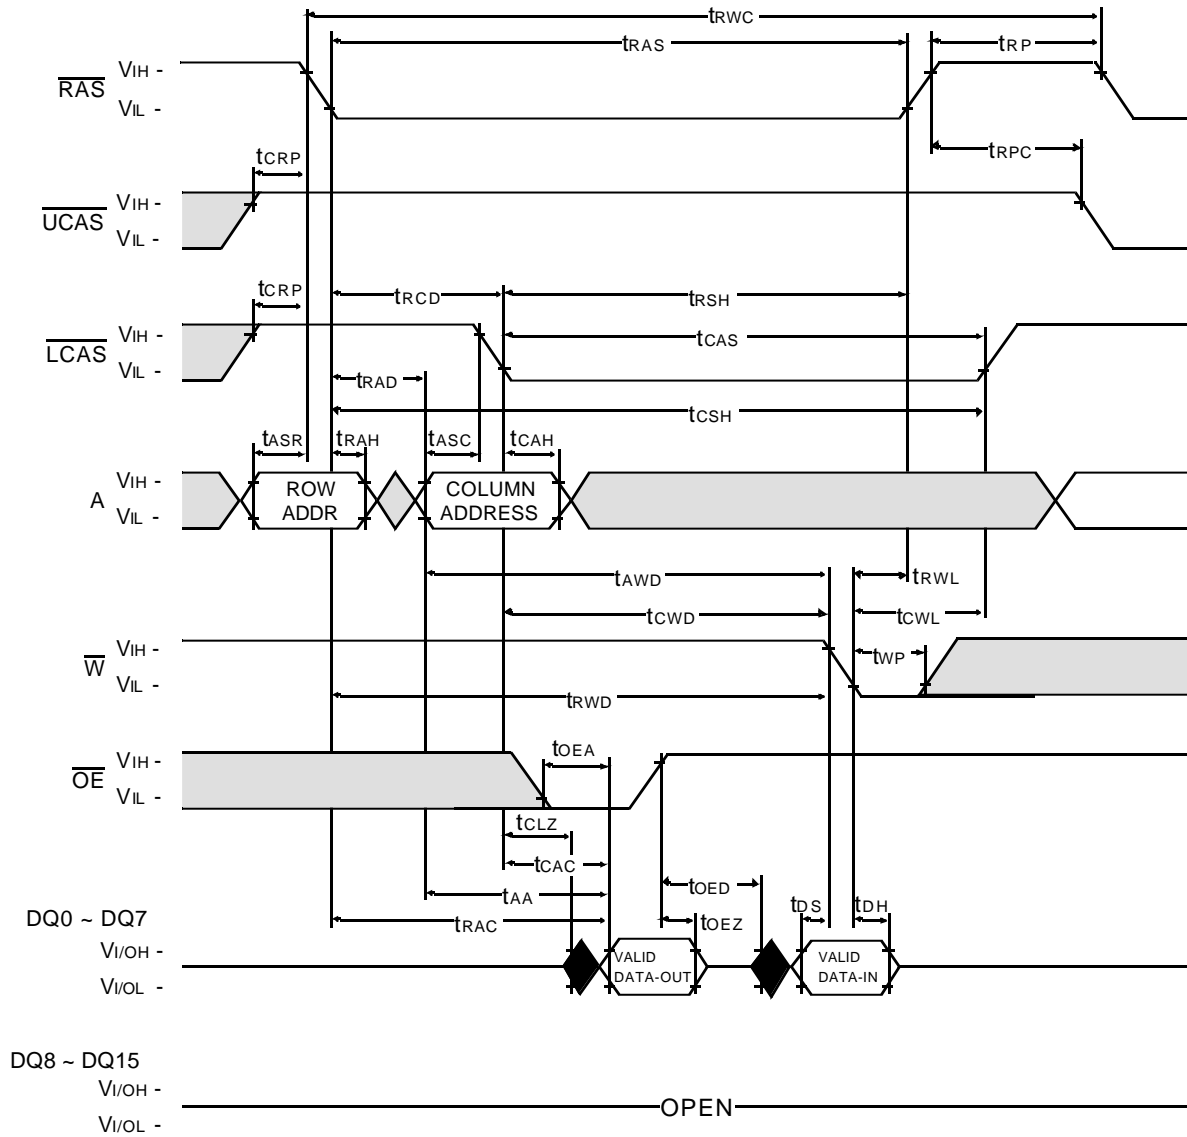 tRWC
tRAS
tRP
RAS
VIH -
VIL -
tCRP
tRPC
UCAS
VIH -
VIL -
tCRP
tRCD
tRSH
LCAS
VIH -
VIL -
tCAS
tRAD
tCSH
tASR
tRAH
tASC
tCAH
A
VIH -
VIL -
ROW
ADDR
COLUMN
ADDRESS
tAWD
tRWL
tCWD
tCWL
W
VIH -
VIL -
tWP
tRWD
OE
VIH -
VIL -
tOEA
tCLZ
tCAC
tAA
tOED
tDS
tDH
tRAC
tOEZ
DQ0 ~ DQ7
VI/OH -
VI/OL -
VALID
DATA-OUT
VALID
DATA-IN
DQ8 ~ DQ15
VI/OH -
VI/OL -
OPEN